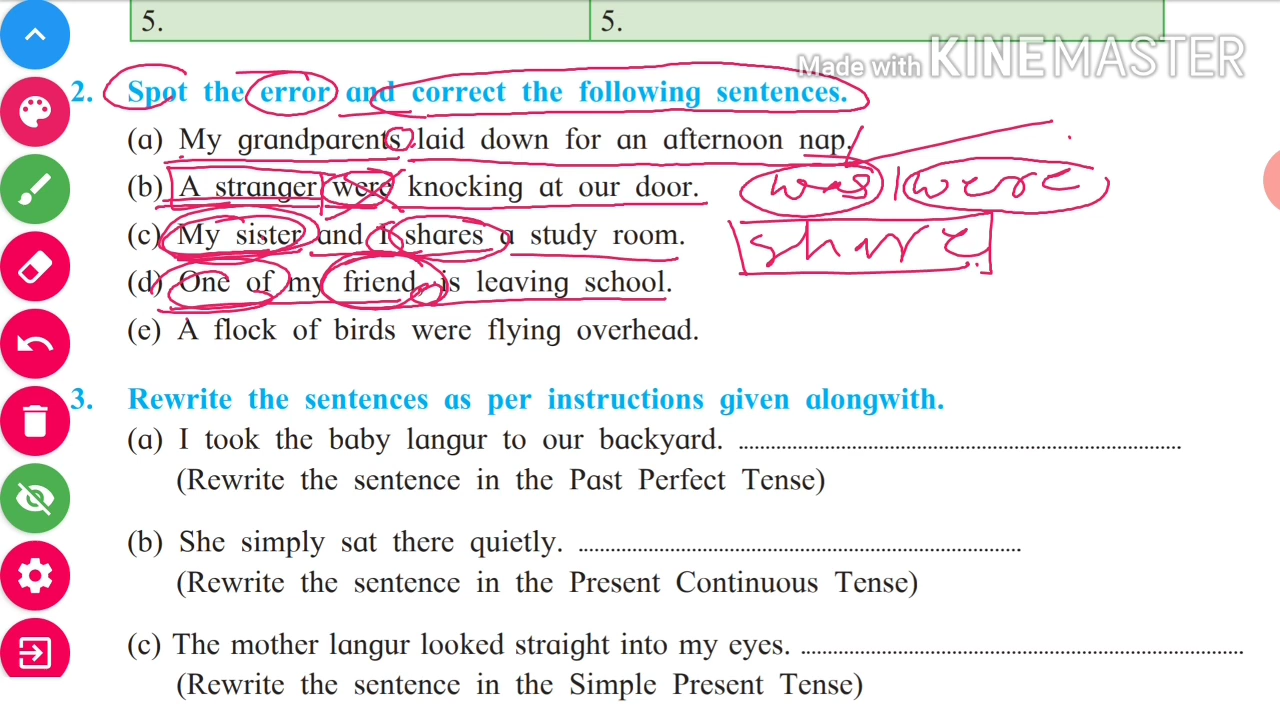 5. 5.
Made with KINEMASTER
2. Spot the error and correct the following sentences.
(a) My grandparents laid down for an afternoon nap.
(b) A stranger were knocking at our door. was / were
(c) My sister and I shares a study room. share
(d) One of my friend is leaving school.
(e) A flock of birds were flying overhead.
3. Rewrite the sentences as per instructions given alongwith.
(a) I took the baby langur to our backyard.
(Rewrite the sentence in the Past Perfect Tense)
(b) She simply sat there quietly.
(Rewrite the sentence in the Present Continuous Tense)
(c) The mother langur looked straight into my eyes.
(Rewrite the sentence in the Simple Present Tense)